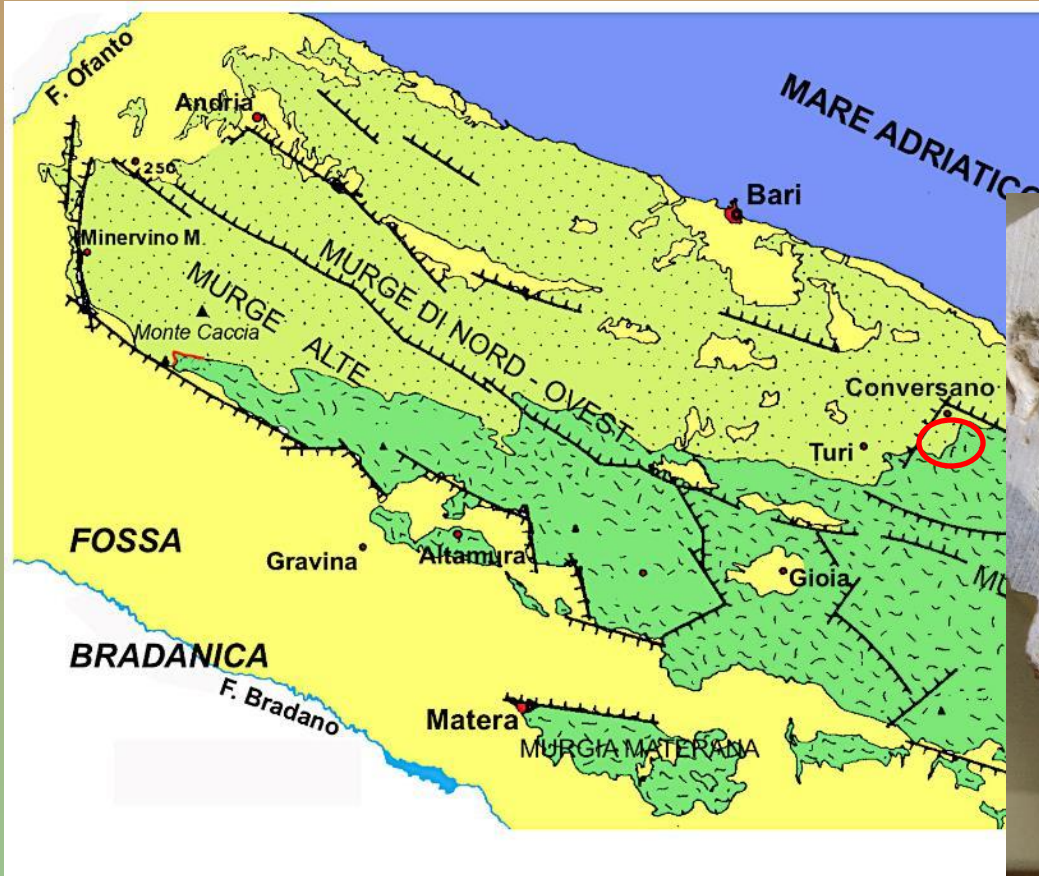 F. Ofanto
Andria
MARE ADRIATICO
250
Bari
Minervino M.
MURGE DI NORD - OVEST
MURGE ALTE
Monte Caccia
Conversano
Turi
FOSSA
Gravina
Altamura
Gioia
BRADANICA
F. Bradano
Matera
MURGIA MATERANA